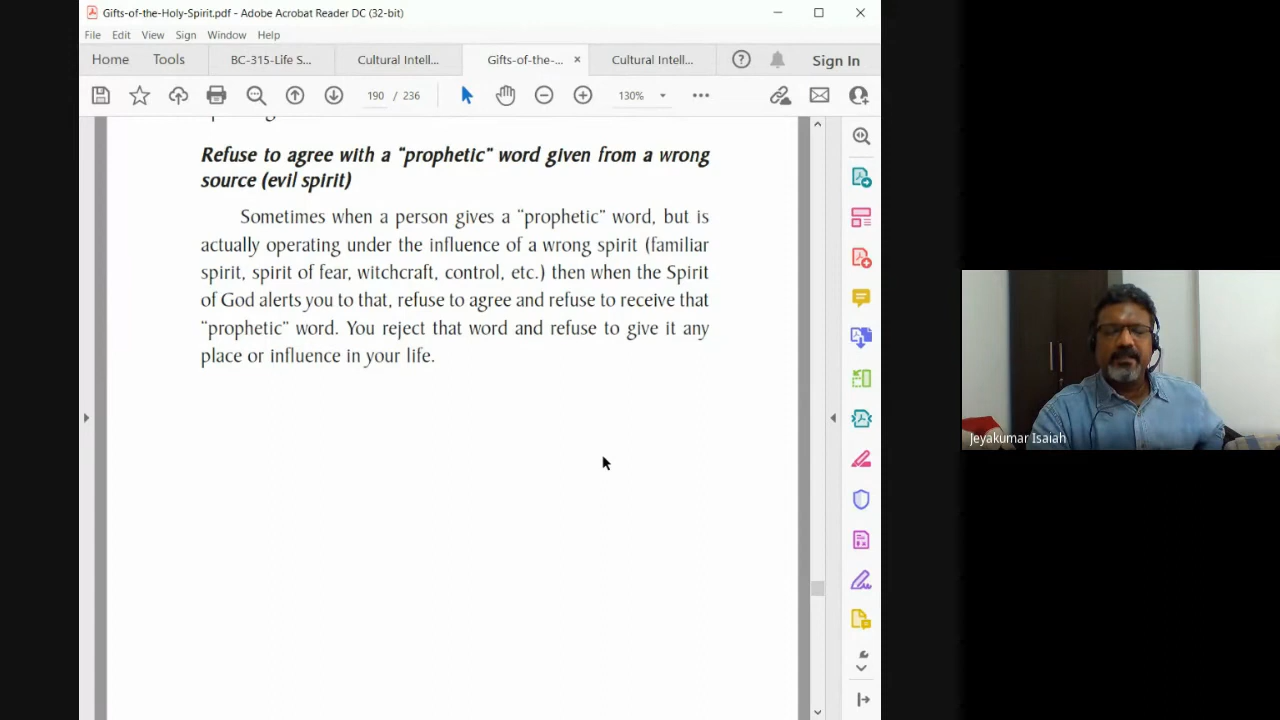 Gifts-of-the-Holy-Spirit.pdf - Adobe Acrobat Reader DC (32-bit)
File Edit View Sign Window Help
Home Tools BC-315-Life S... Cultural Intell... Gifts-of-the-... × Cultural Intell... Sign In
190 / 236 130%
Refuse to agree with a "prophetic" word given from a wrong
source (evil spirit)
Sometimes when a person gives a "prophetic" word, but is
actually operating under the influence of a wrong spirit (familiar
spirit, spirit of fear, witchcraft, control, etc.) then when the Spirit
of God alerts you to that, refuse to agree and refuse to receive that
"prophetic" word. You reject that word and refuse to give it any
place or influence in your life.
Jeyakumar Isaiah